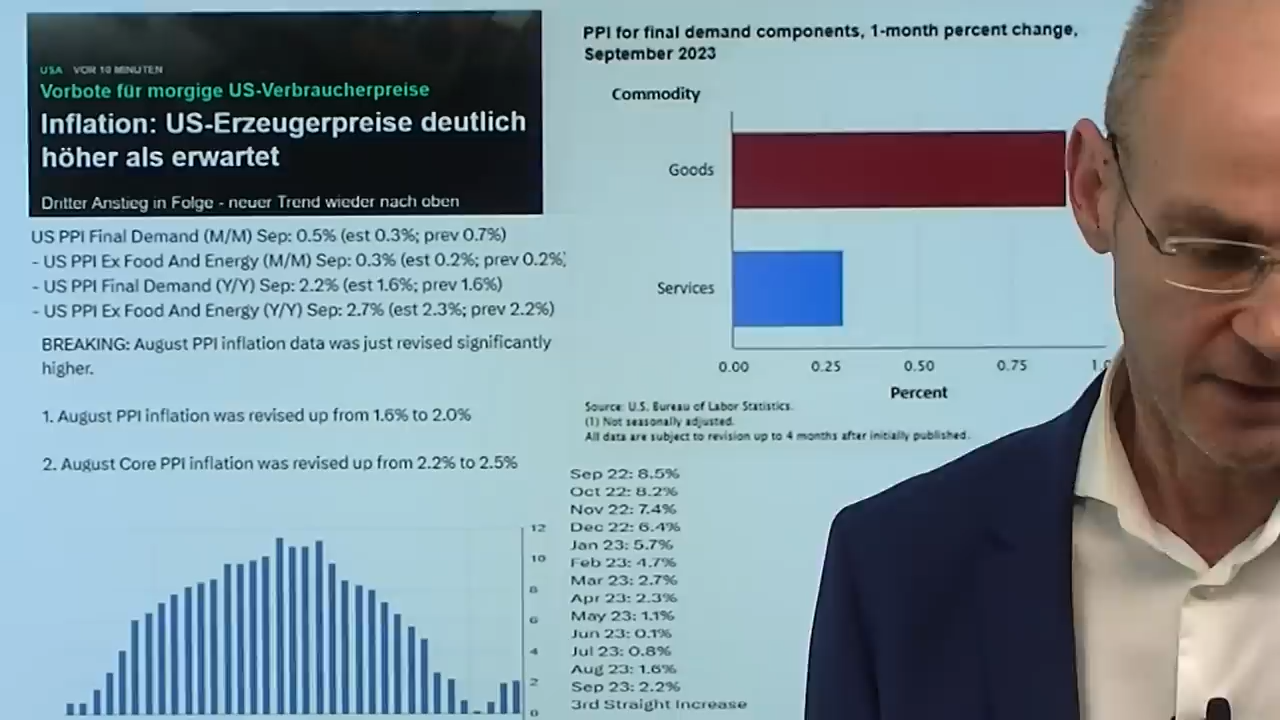 USA VOR 10 MINUTEN
Vorbote für morgige US-Verbraucherpreise
Inflation: US-Erzeugerpreise deutlich
höher als erwartet
Dritter Anstieg in Folge - neuer Trend wieder nach oben
US PPI Final Demand (M/M) Sep: 0.5% (est 0.3%; prev 0.7%)
- US PPI Ex Food And Energy (M/M) Sep: 0.3% (est 0.2%; prev 0.2%;
- US PPI Final Demand (Y/Y) Sep: 2.2% (est 1.6%; prev 1.6%)
- US PPI Ex Food And Energy (Y/Y) Sep: 2.7% (est 2.3%; prev 2.2%)
BREAKING: August PPI inflation data was just revised significantly
higher.
1. August PPI inflation was revised up from 1.6% to 2.0%
2. August Core PPI inflation was revised up from 2.2% to 2.5%
12
10
8
6
4
2
0
PPI for final demand components, 1-month percent change,
September 2023
Commodity
Goods
Services
0.00 0.25 0.50 0.75 1.0
Percent
Source: U.S. Bureau of Labor Statistics.
(1) Not seasonally adjusted.
All data are subject to revision up to 4 months after initially published.
Sep 22: 8.5%
Oct 22: 8.2%
Nov 22: 7.4%
Dec 22: 6.4%
Jan 23: 5.7%
Feb 23: 4.7%
Mar 23: 2.7%
Apr 23: 2.3%
May 23: 1.1%
Jun 23: 0.1%
Jul 23: 0.8%
Aug 23: 1.6%
Sep 23: 2.2%
3rd Straight Increase